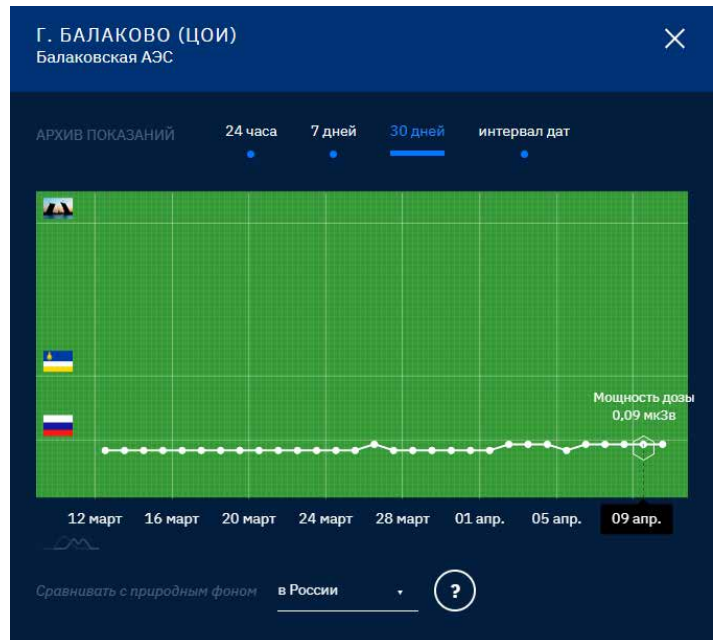 Г. БАЛАКОВО (ЦОИ)
Балаковская АЭС
АРХИВ ПОКАЗАНИЙ 24 часа 7 дней 30 дней интервал дат
Мощность дозы
0,09 мкЗв
12 март 16 март 20 март 24 март 28 март 01 апр. 05 апр. 09 апр.
Сравнивать с природным фоном в России ?